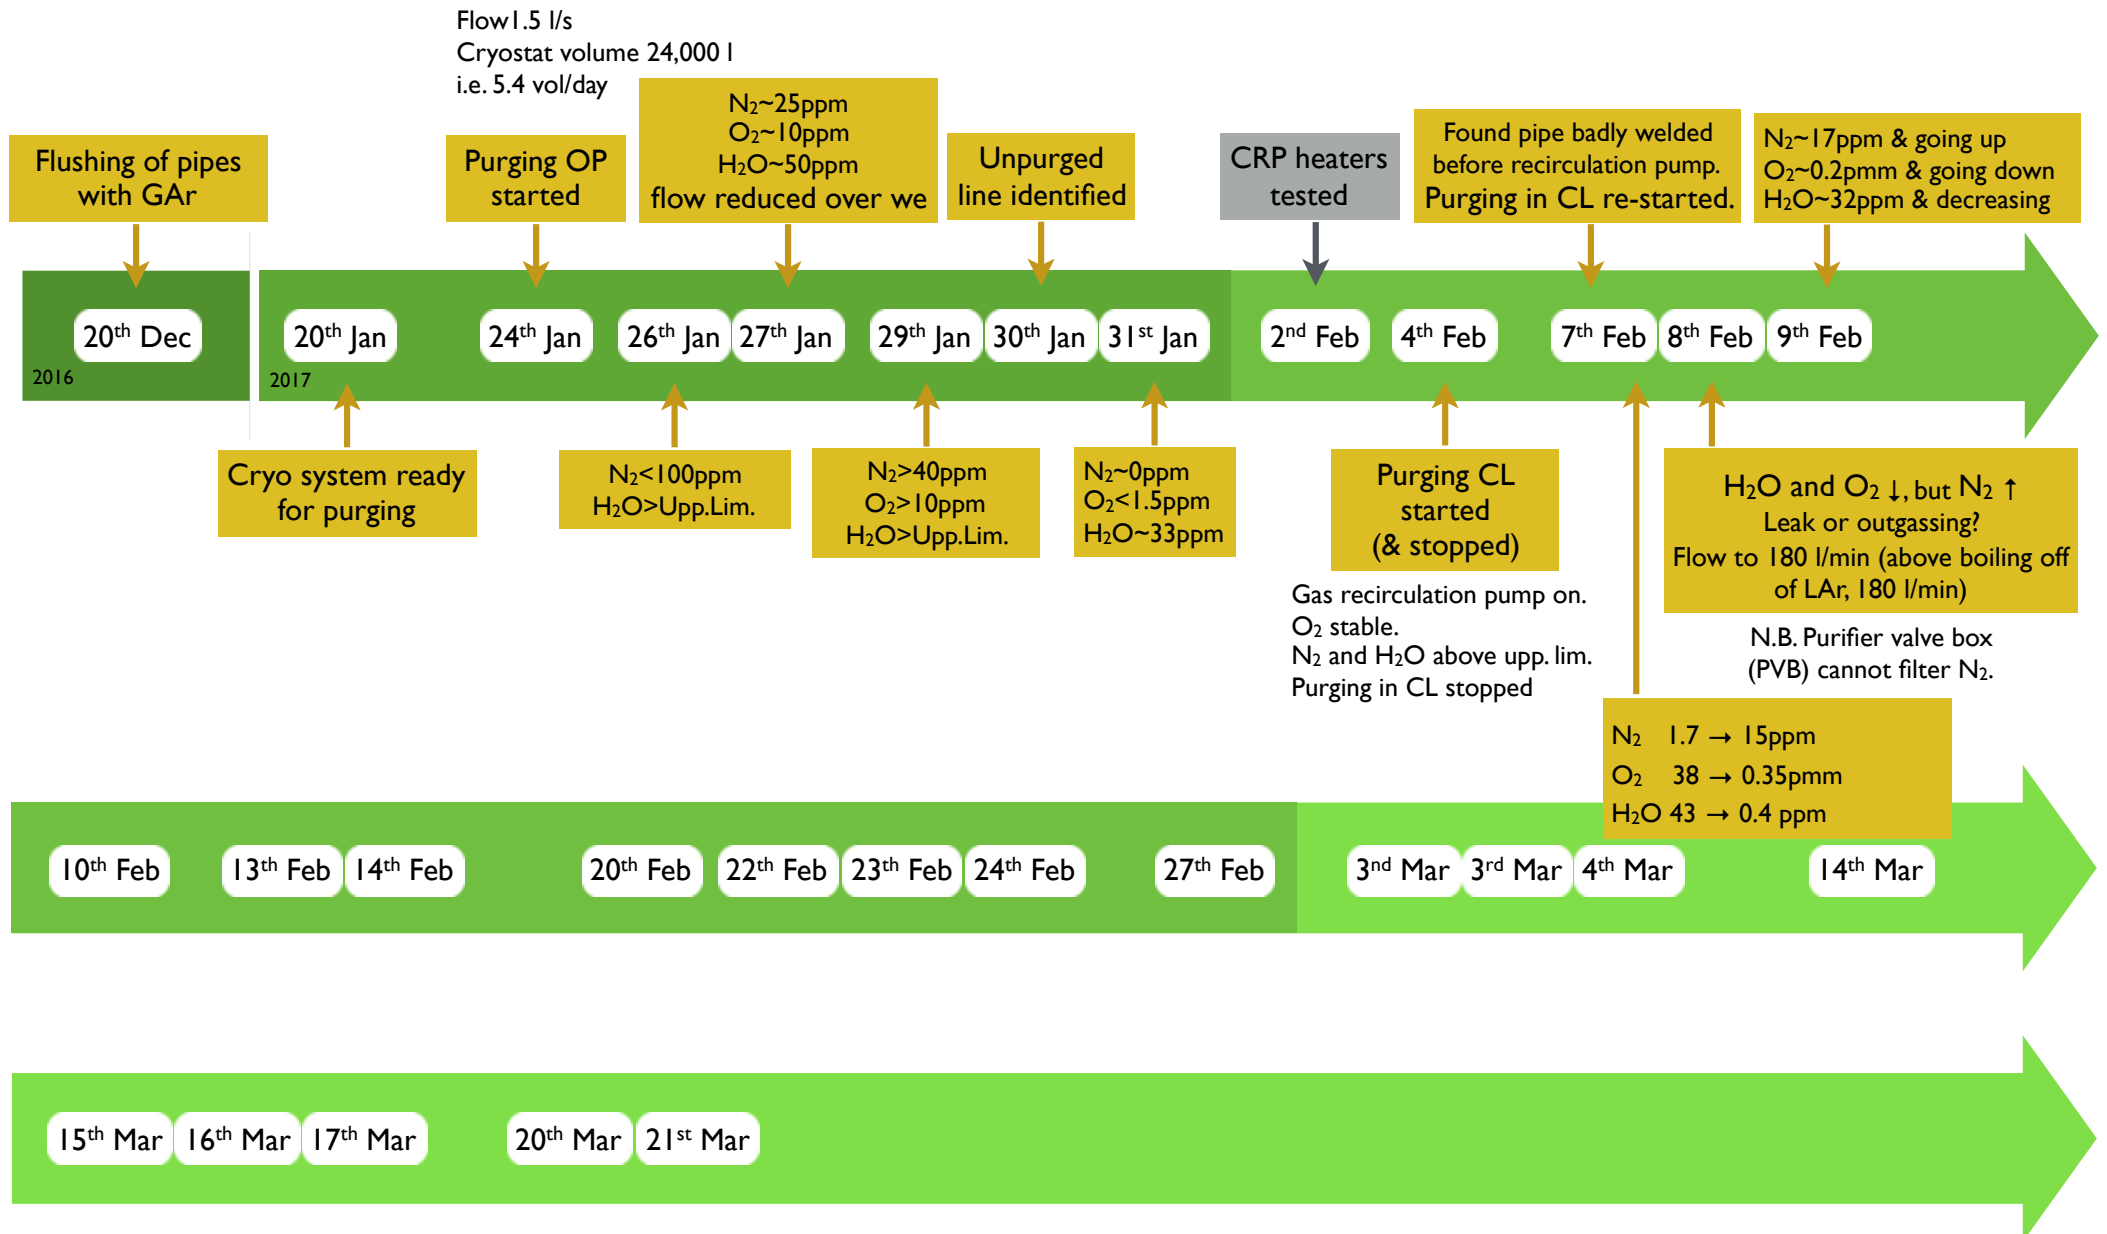 Flow1.5 l/s
Cryostat volume 24,000 l
i.e. 5.4 vol/day
Flushing of pipes
with GAr
Purging OP
started
N₂~25ppm
O₂~10ppm
H₂O~50ppm
flow reduced over we
Unpurged
line identified
CRP heaters
tested
Found pipe badly welded
before recirculation pump.
Purging in CL re-started.
N₂~17ppm & going up
O₂~0.2pmm & going down
H₂O~32ppm & decreasing
20th Dec
20th Jan
24th Jan
26th Jan
27th Jan
29th Jan
30th Jan
31st Jan
2nd Feb
4th Feb
7th Feb
8th Feb
9th Feb
2016
2017
Cryo system ready
for purging
N₂<100ppm
H₂O>Upp.Lim.
N₂>40ppm
O₂>10ppm
H₂O>Upp.Lim.
N₂~0ppm
O₂<1.5ppm
H₂O~33ppm
Purging CL
started
(& stopped)
Gas recirculation pump on.
O₂ stable.
N₂ and H₂O above upp. lim.
Purging in CL stopped
H₂O and O₂ ↓, but N₂ ↑
Leak or outgassing?
Flow to 180 l/min (above boiling off
of LAr, 180 l/min)
N.B. Purifier valve box
(PVB) cannot filter N₂.
N₂ 1.7 → 15ppm
O₂ 38 → 0.35pmm
H₂O 43 → 0.4 ppm
10th Feb
13th Feb
14th Feb
20th Feb
22th Feb
23th Feb
24th Feb
27th Feb
3nd Mar
3rd Mar
4th Mar
14th Mar
15th Mar
16th Mar
17th Mar
20th Mar
21st Mar